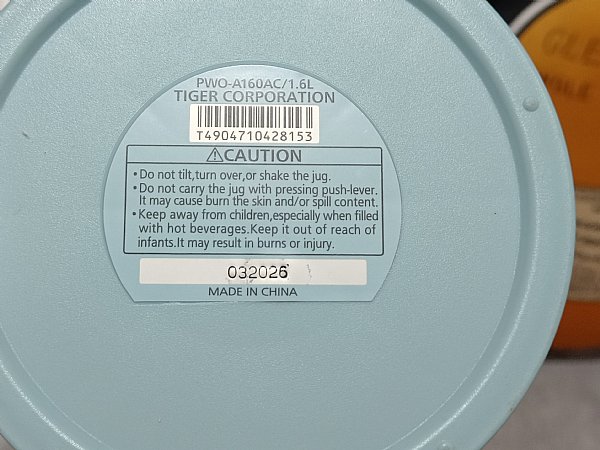 PWO-A160AC/1.6L
TIGER CORPORATION
T4904710428153
⚠CAUTION
•Do not tilt,turn over,or shake the jug.
•Do not carry the jug with pressing push-lever.
It may cause burn the skin and/or spill content.
•Keep away from children,especially when filled
with hot beverages.Keep it out of reach of
infants.It may result in burns or injury.
032026
MADE IN CHINA